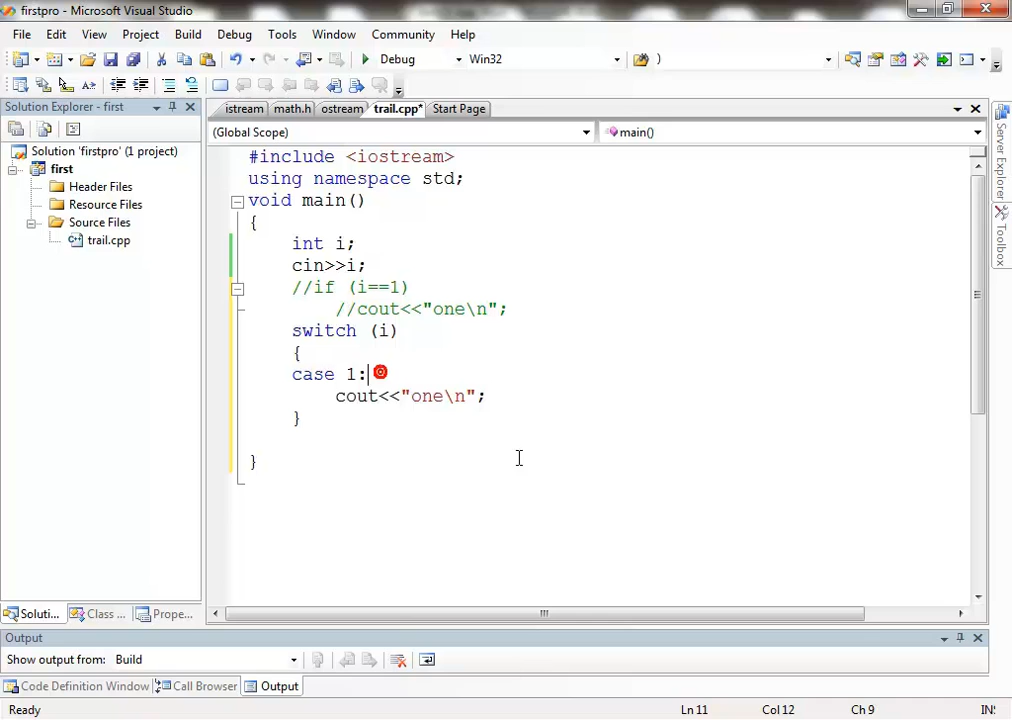 firstpro - Microsoft Visual Studio
File Edit View Project Build Debug Tools Window Community Help
Debug Win32 )
Solution Explorer - first
istream math.h ostream trail.cpp* Start Page
(Global Scope) main()
Solution 'firstpro' (1 project)
first
Header Files
Resource Files
Source Files
trail.cpp
#include <iostream>
using namespace std;
void main()
{
int i;
cin>>i;
//if (i==1)
//cout<<"one\n";
switch (i)
{
case 1:
cout<<"one\n";
}
}
Server Explorer
Toolbox
Soluti... Class ... Prope...
Output
Show output from: Build
Code Definition Window Call Browser Output
Ready Ln 11 Col 12 Ch 9 INS